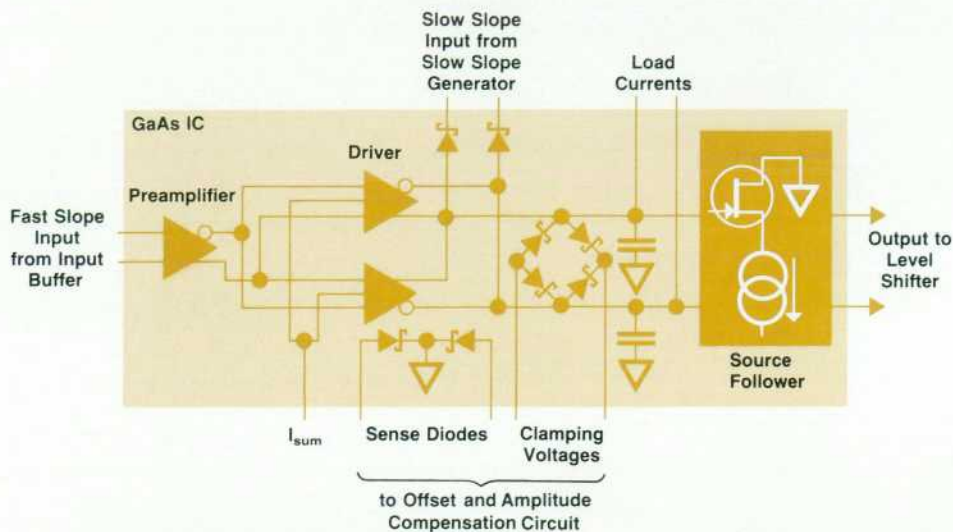 Slow Slope
Input from
Slow Slope
Generator
Load
Currents
GaAs IC
Driver
Preamplifier
Fast Slope
Input
from Input
Buffer
Output to
Level
Shifter
Source
Follower
Isum
Sense Diodes
Clamping
Voltages
to Offset and Amplitude
Compensation Circuit